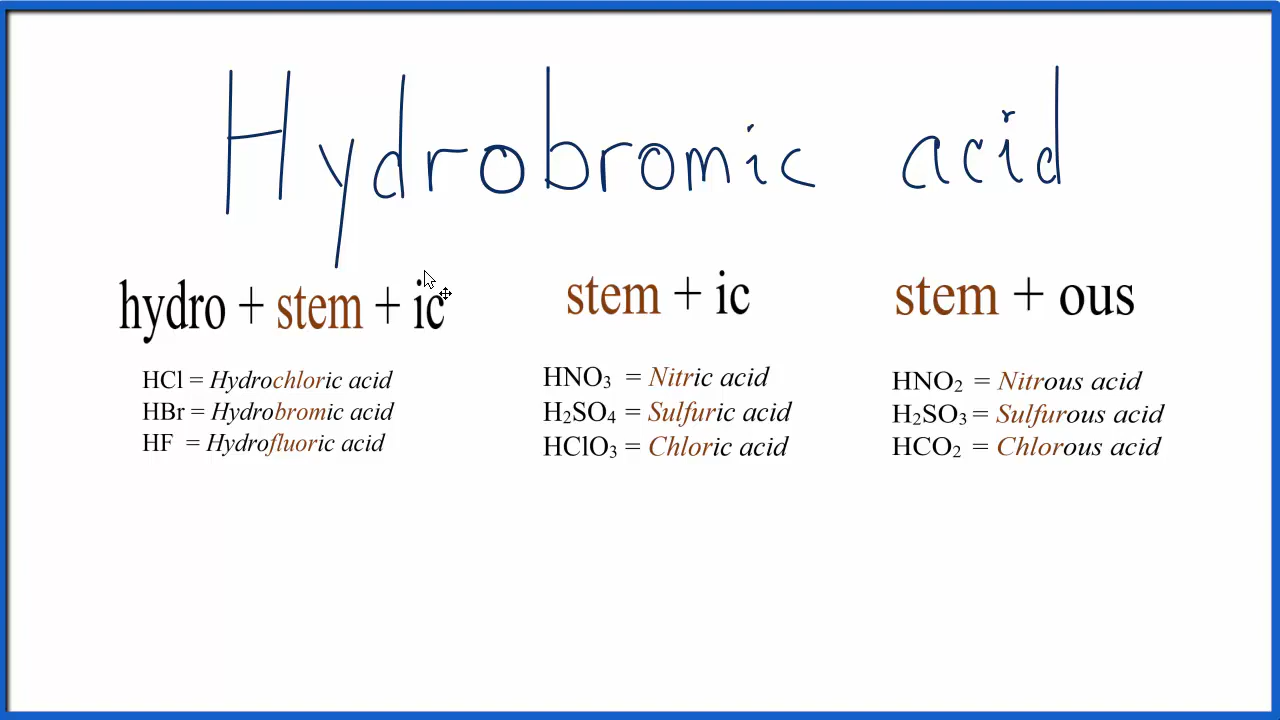 Hydrobromic acid
hydro + stem + ic
HCl = Hydrochloric acid
HBr = Hydrobromic acid
HF = Hydrofluoric acid
stem + ic
HNO₃ = Nitric acid
H₂SO₄ = Sulfuric acid
HClO₃ = Chloric acid
stem + ous
HNO₂ = Nitrous acid
H₂SO₃ = Sulfurous acid
HCO₂ = Chlorous acid